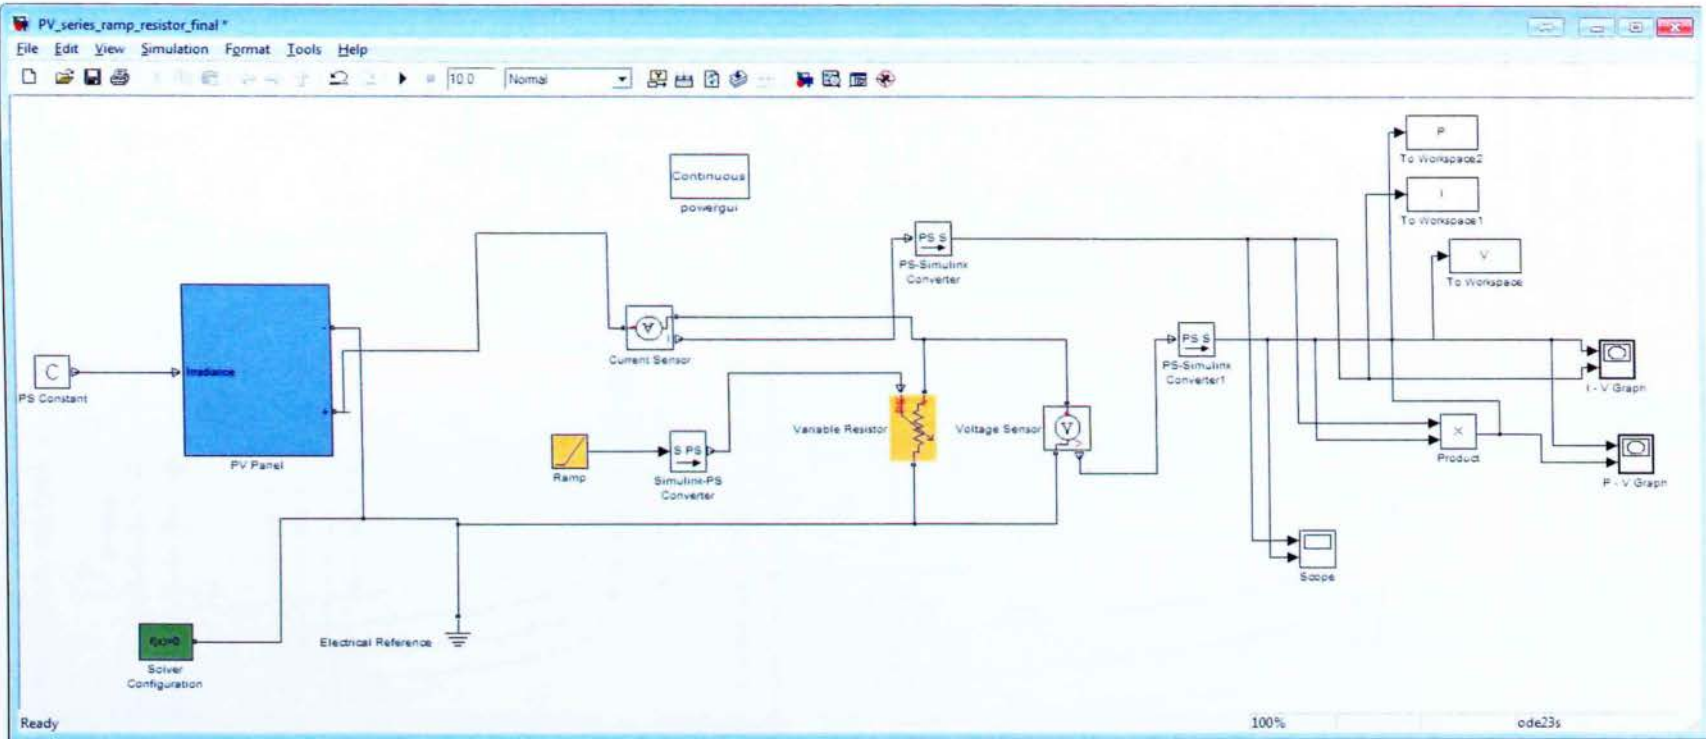 PV_series_ramp_resistor_final *
File Edit View Simulation Format Tools Help
10.0 Normal
P
To Workspace2
Continuous
powergui
I
To Workspace1
PS S
PS-Simulink
Converter
V
To Workspace
Irradiance
-
+
PV Panel
C
PS Constant
A
I
Current Sensor
PS S
PS-Simulink
Converter1
I - V Graph
Variable Resistor
Voltage Sensor
V
×
Product
P - V Graph
Ramp
S PS
Simulink-PS
Converter
Scope
f(x)=0
Solver
Configuration
Electrical Reference
Ready 100% ode23s